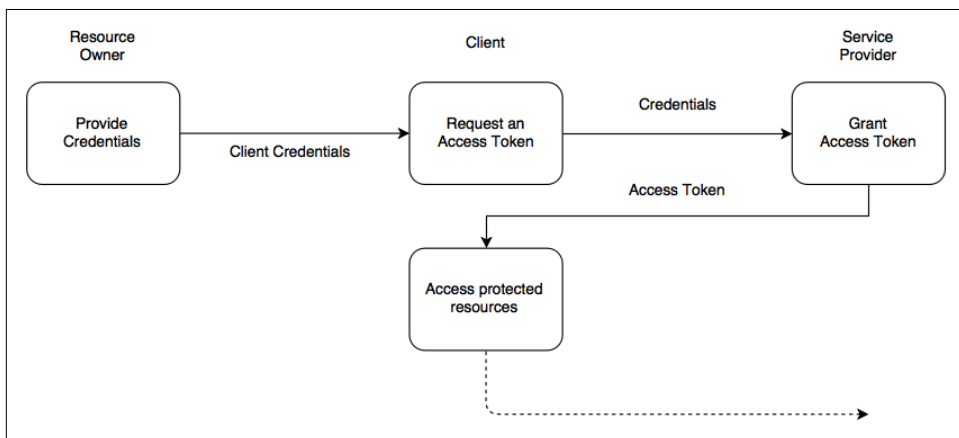 Resource
Owner
Client
Service
Provider
Provide
Credentials
Client Credentials
Request an
Access Token
Credentials
Grant
Access Token
Access Token
Access protected
resources